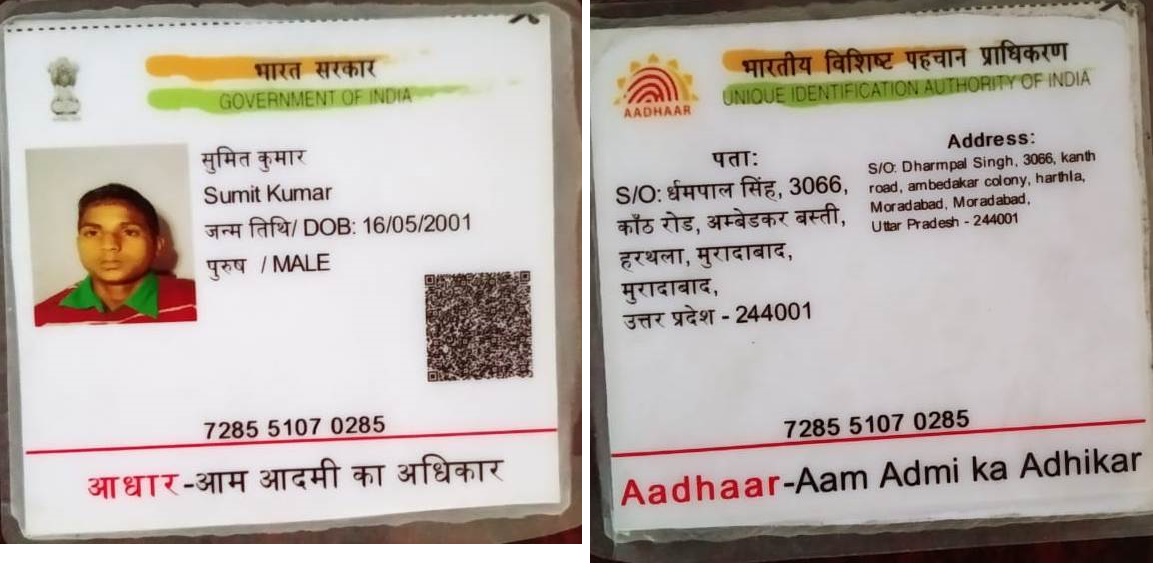 भारत सरकार
GOVERNMENT OF INDIA
सुमित कुमार
Sumit Kumar
जन्म तिथि/ DOB: 16/05/2001
पुरुष / MALE
7285 5107 0285
आधार-आम आदमी का अधिकार
भारतीय विशिष्ट पहचान प्राधिकरण
UNIQUE IDENTIFICATION AUTHORITY OF INDIA
AADHAAR
पता:
S/O: र्धमपाल सिंह, 3066,
काँठ रोड, अम्बेडकर बस्ती,
हरथला, मुरादाबाद,
मुरादाबाद,
उत्तर प्रदेश - 244001
Address:
S/O: Dharmpal Singh, 3066, kanth
road, ambedakar colony, harthla,
Moradabad, Moradabad,
Uttar Pradesh - 244001
7285 5107 0285
Aadhaar-Aam Admi ka Adhikar